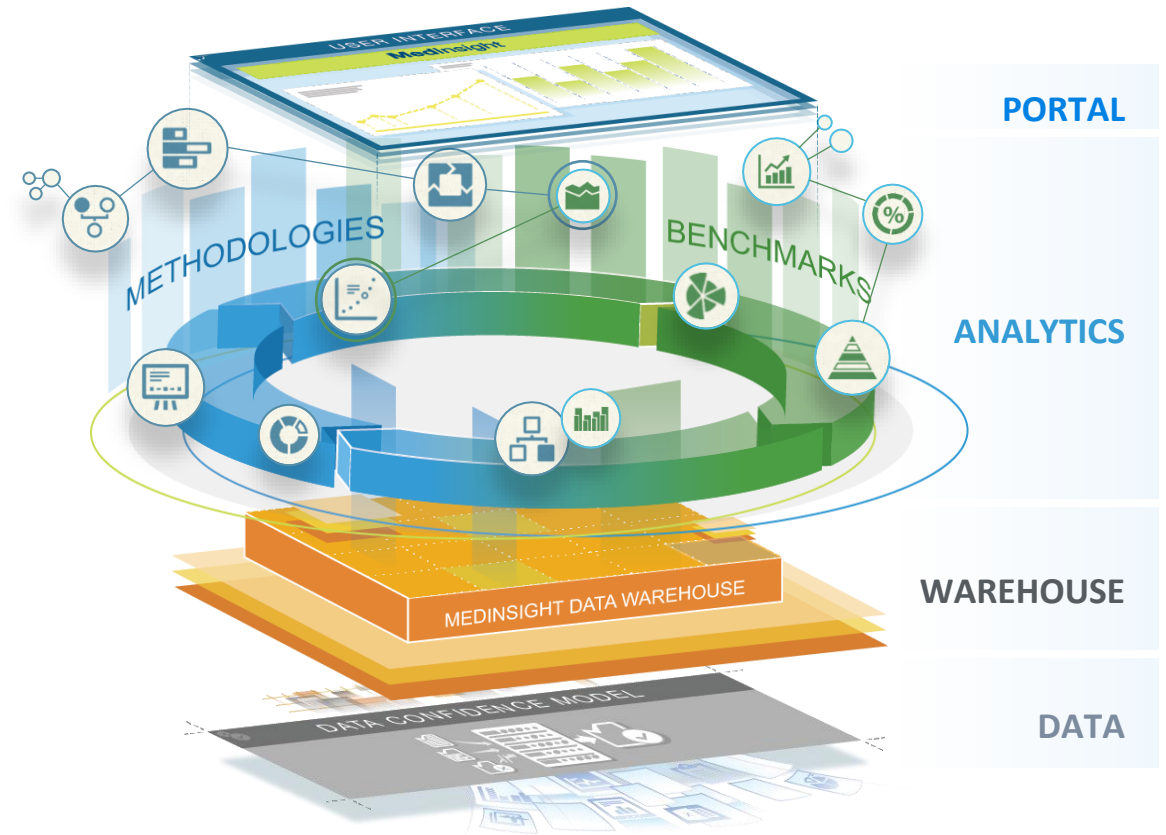 USER INTERFACE
MedInsight
PORTAL
METHODOLOGIES
BENCHMARKS
%
ANALYTICS
WAREHOUSE
MEDINSIGHT DATA WAREHOUSE
DATA CONFIDENCE MODEL
DATA